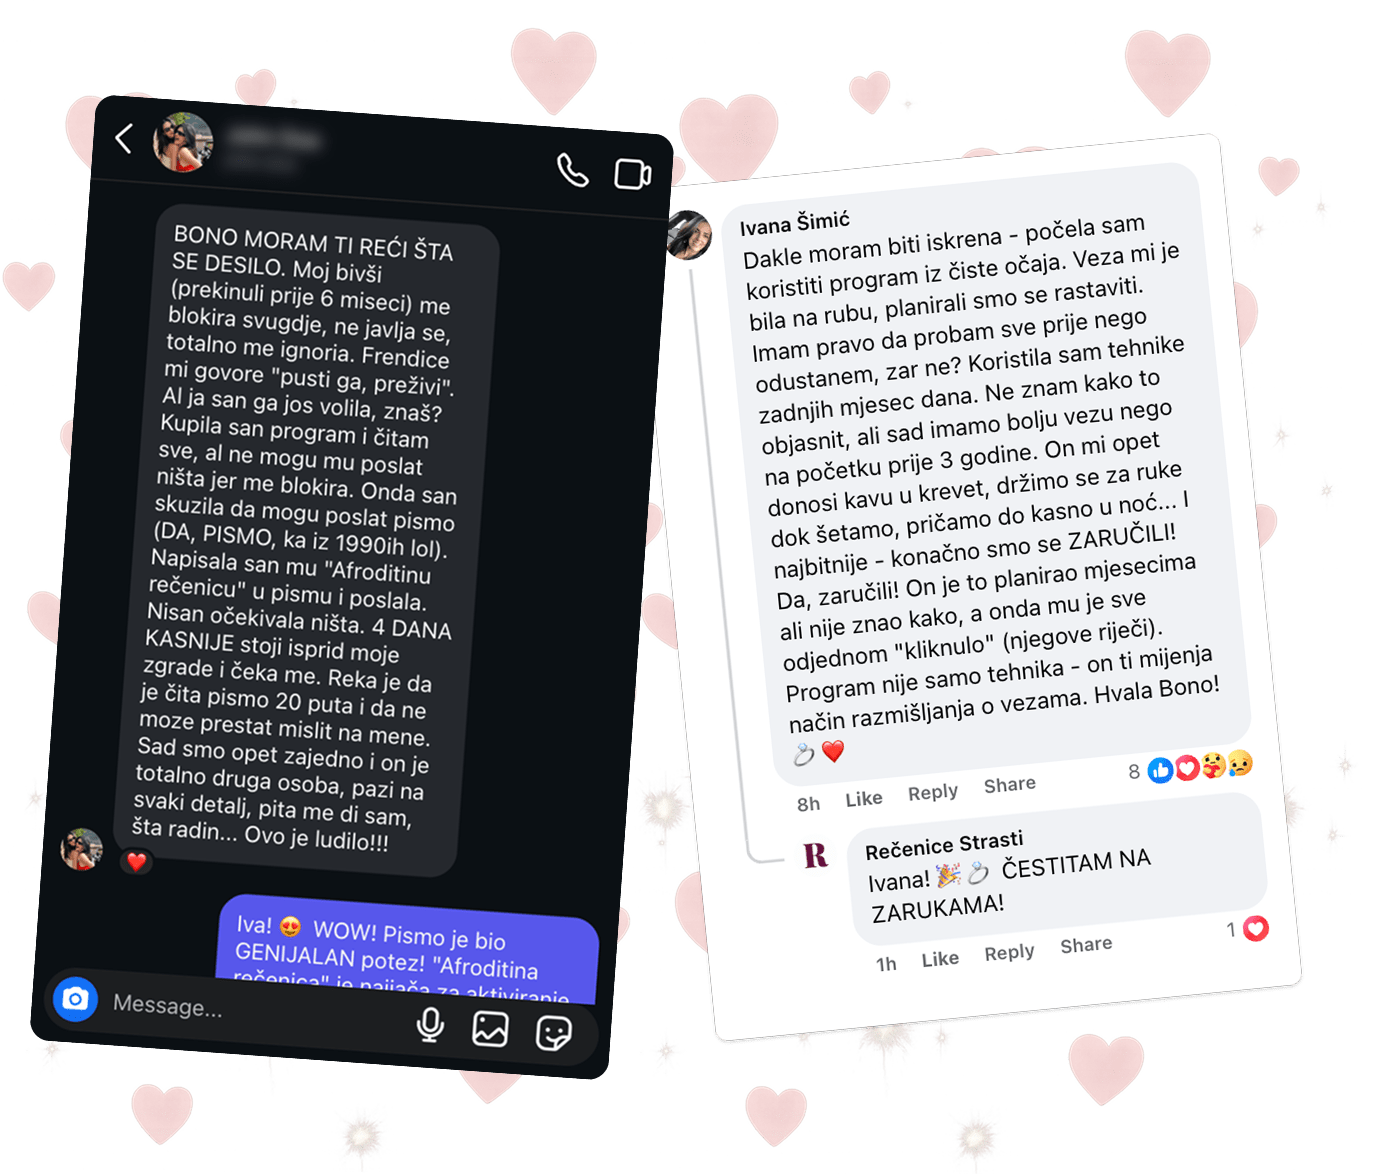 BONO MORAM TI REĆI ŠTA
SE DESILO. Moj bivši
(prekinuli prije 6 miseci) me
blokira svugdje, ne javlja se,
totalno me ignoria. Frendice
mi govore "pusti ga, preživi".
Al ja san ga jos volila, znaš?
Kupila san program i čitam
sve, al ne mogu mu poslat
ništa jer me blokira. Onda san
skuzila da mogu poslat pismo
(DA, PISMO, ka iz 1990ih lol).
Napisala san mu "Afroditinu
rečenicu" u pismu i poslala.
Nisan očekivala ništa. 4 DANA
KASNIJE stoji isprid moje
zgrade i čeka me. Reka je da
je čita pismo 20 puta i da ne
moze prestat mislit na mene.
Sad smo opet zajedno i on je
totalno druga osoba, pazi na
svaki detalj, pita me di sam,
šta radin... Ovo je ludilo!!!
❤️
Iva! 😍 WOW! Pismo je bio
GENIJALAN potez! "Afroditina
rečenica" je najjača za aktiviranje
Message...
Ivana Šimić
Dakle moram biti iskrena - počela sam
koristiti program iz čiste očaja. Veza mi je
bila na rubu, planirali smo se rastaviti.
Imam pravo da probam sve prije nego
odustanem, zar ne? Koristila sam tehnike
zadnjih mjesec dana. Ne znam kako to
objasnit, ali sad imamo bolju vezu nego
na početku prije 3 godine. On mi opet
donosi kavu u krevet, držimo se za ruke
dok šetamo, pričamo do kasno u noć... I
najbitnije - konačno smo se ZARUČILI!
Da, zaručili! On je to planirao mjesecima
ali nije znao kako, a onda mu je sve
odjednom "kliknulo" (njegove riječi).
Program nije samo tehnika - on ti mijenja
način razmišljanja o vezama. Hvala Bono!
💍❤️
8h Like Reply Share 8
R
Rečenice Strasti
Ivana! 🎉💍 ČESTITAM NA
ZARUKAMA!
1h Like Reply Share 1